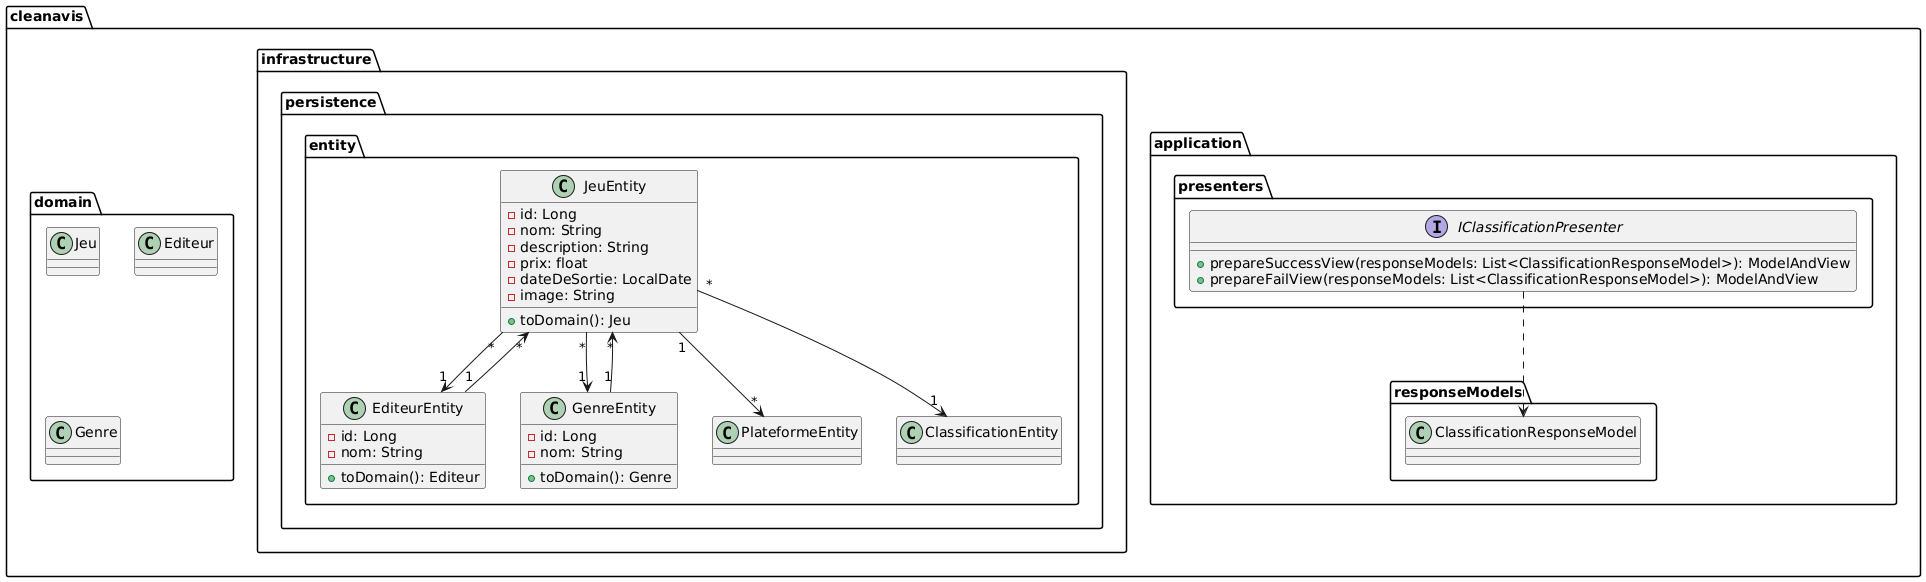 cleanavis
domain
C Jeu
C Editeur
C Genre
infrastructure
persistence
entity
C JeuEntity
id: Long
nom: String
description: String
prix: float
dateDeSortie: LocalDate
image: String
toDomain(): Jeu
* 1
1 *
* 1
1 *
1 *
* 1
C EditeurEntity
id: Long
nom: String
toDomain(): Editeur
C GenreEntity
id: Long
nom: String
toDomain(): Genre
C PlateformeEntity
C ClassificationEntity
application
presenters
I IClassificationPresenter
prepareSuccessView(responseModels: List<ClassificationResponseModel>): ModelAndView
prepareFailView(responseModels: List<ClassificationResponseModel>): ModelAndView
responseModels
C ClassificationResponseModel